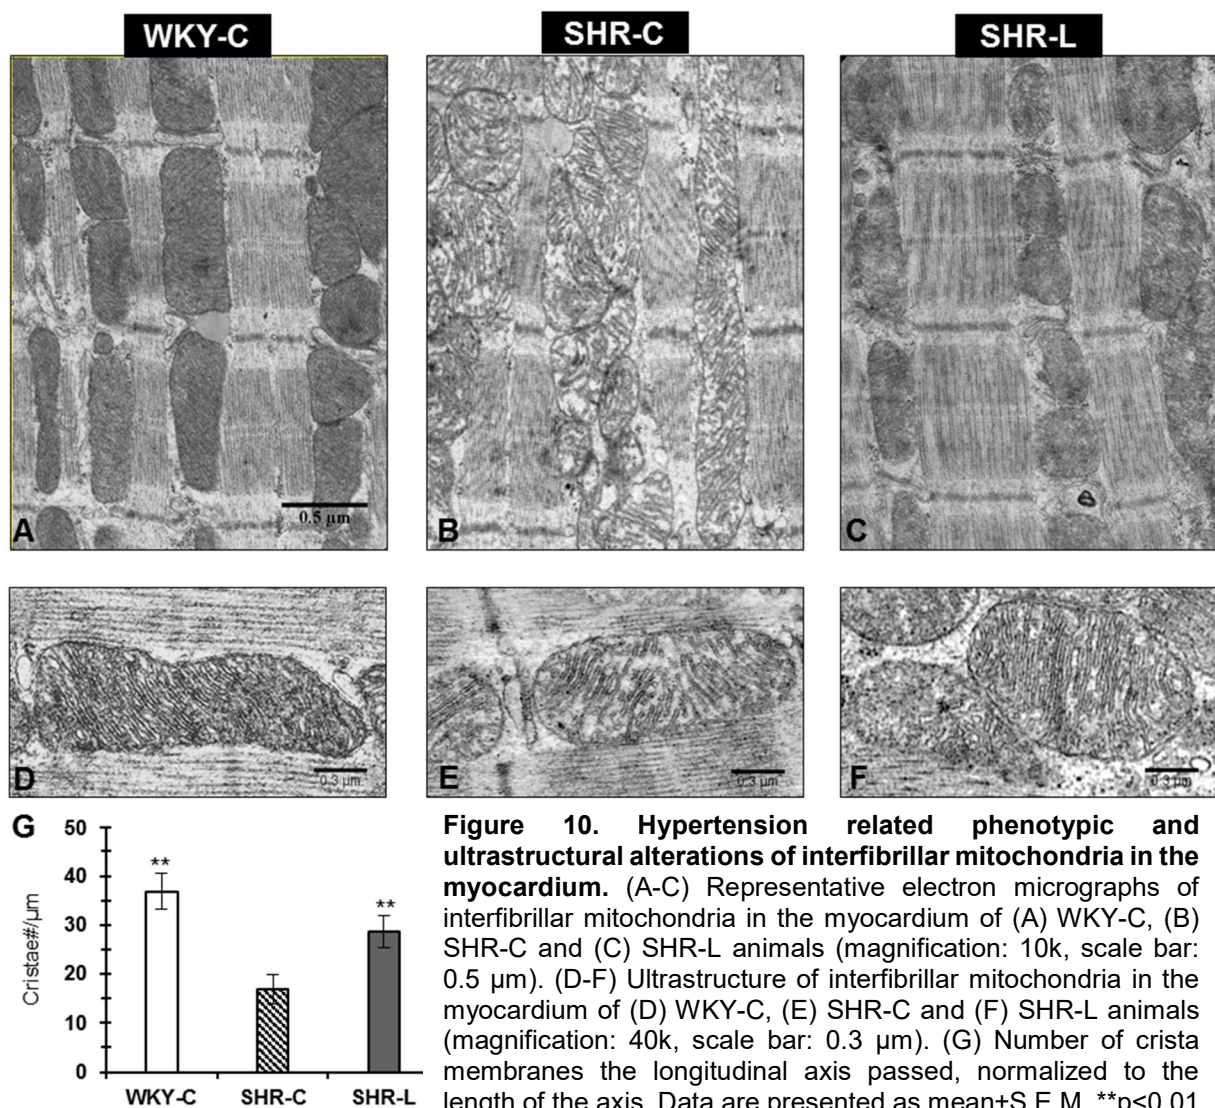 WKY-C
SHR-C
SHR-L
A
0.5 µm
B
C
D
0.3 µm
E
0.3 µm
F
0.3 µm
G
50
40
30
20
10
0
Cristae#/µm
**
**
WKY-C
SHR-C
SHR-L
Figure 10. Hypertension related phenotypic and
ultrastructural alterations of interfibrillar mitochondria in the
myocardium. (A-C) Representative electron micrographs of
interfibrillar mitochondria in the myocardium of (A) WKY-C, (B)
SHR-C and (C) SHR-L animals (magnification: 10k, scale bar:
0.5 µm). (D-F) Ultrastructure of interfibrillar mitochondria in the
myocardium of (D) WKY-C, (E) SHR-C and (F) SHR-L animals
(magnification: 40k, scale bar: 0.3 µm). (G) Number of crista
membranes the longitudinal axis passed, normalized to the
length of the axis. Data are presented as mean±S.E.M. **p<0.01